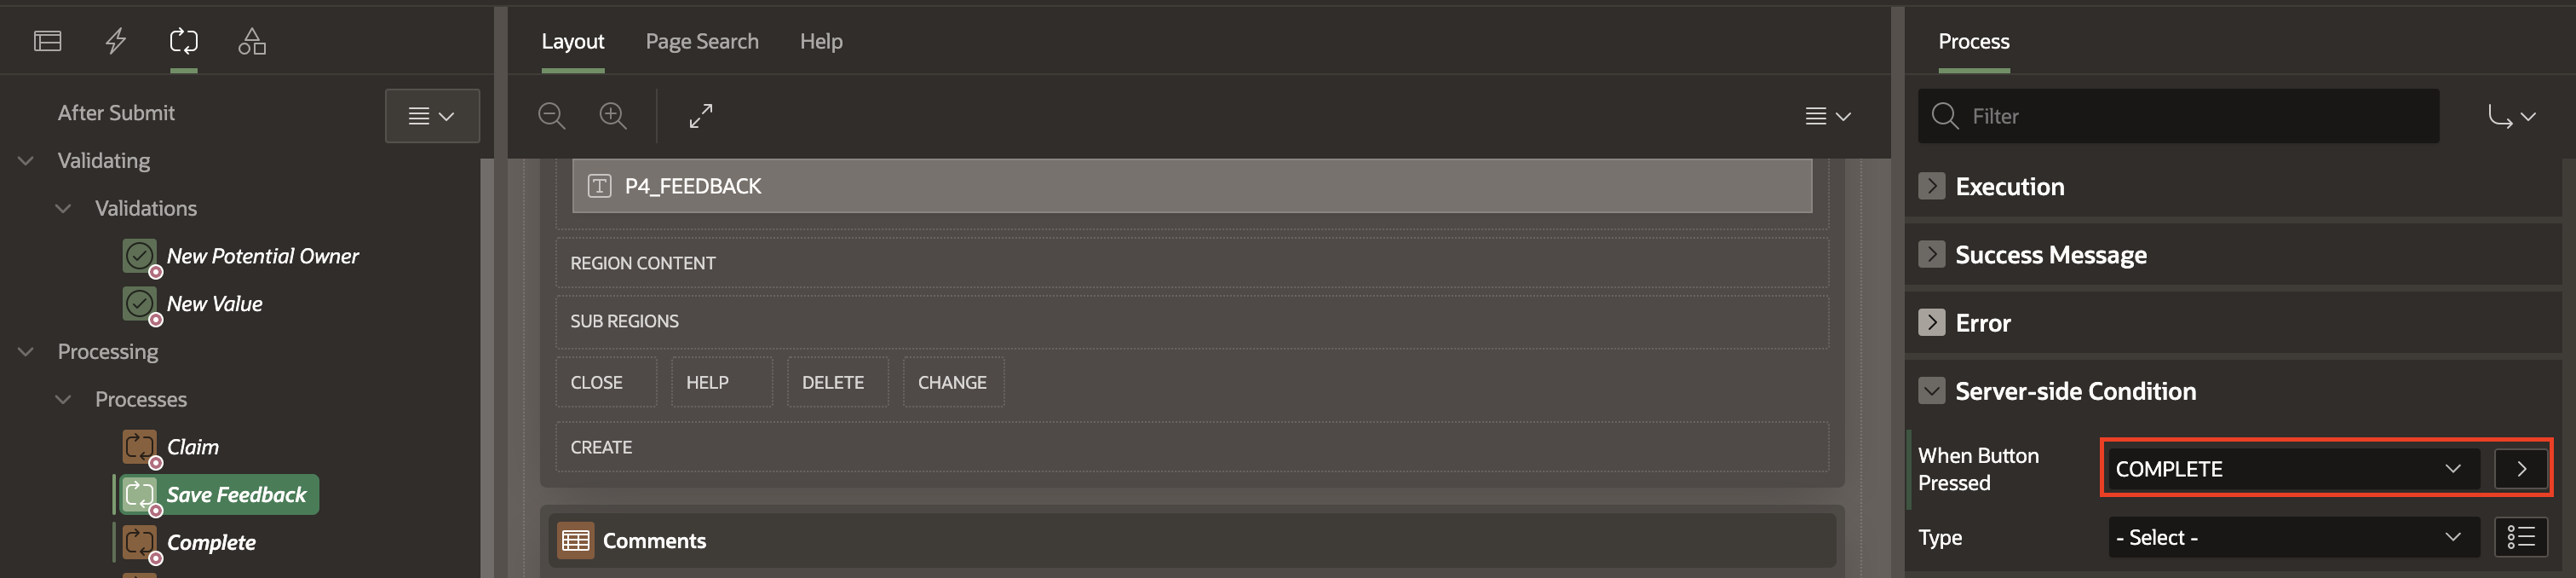 Layout
Page Search
Help
Process
After Submit
Filter
Validating
Validations
New Potential Owner
New Value
Processing
Processes
Claim
Save Feedback
Complete
P4_FEEDBACK
REGION CONTENT
SUB REGIONS
CLOSE
HELP
DELETE
CHANGE
CREATE
Comments
Execution
Success Message
Error
Server-side Condition
When Button
Pressed
COMPLETE
Type
- Select -